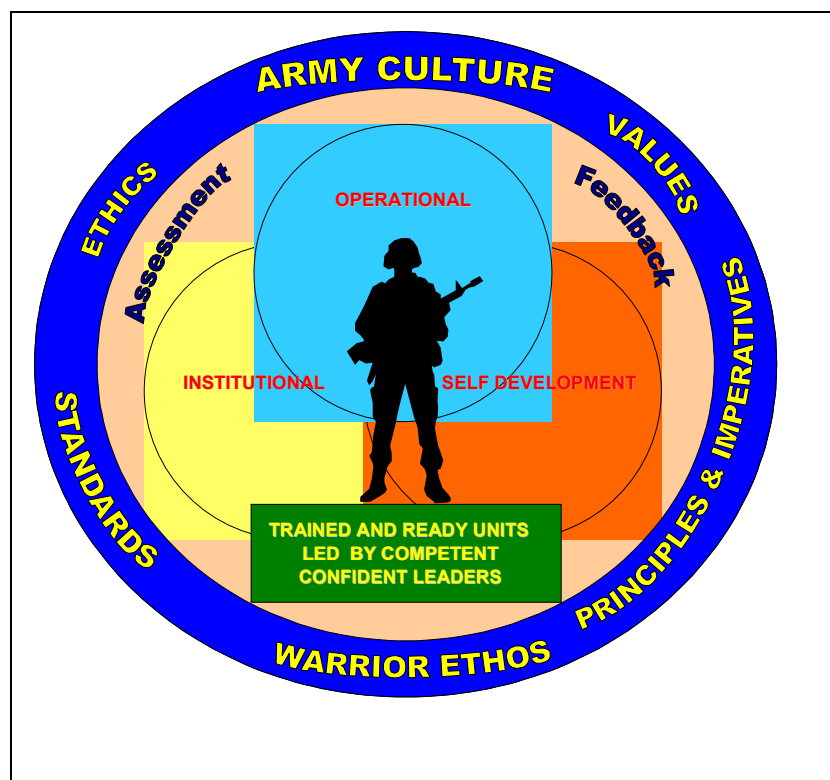 ARMY CULTURE
VALUES
ETHICS
Assessment
Feedback
OPERATIONAL
INSTITUTIONAL
SELF DEVELOPMENT
PRINCIPLES & IMPERATIVES
STANDARDS
TRAINED AND READY UNITS
LED BY COMPETENT
CONFIDENT LEADERS
WARRIOR ETHOS